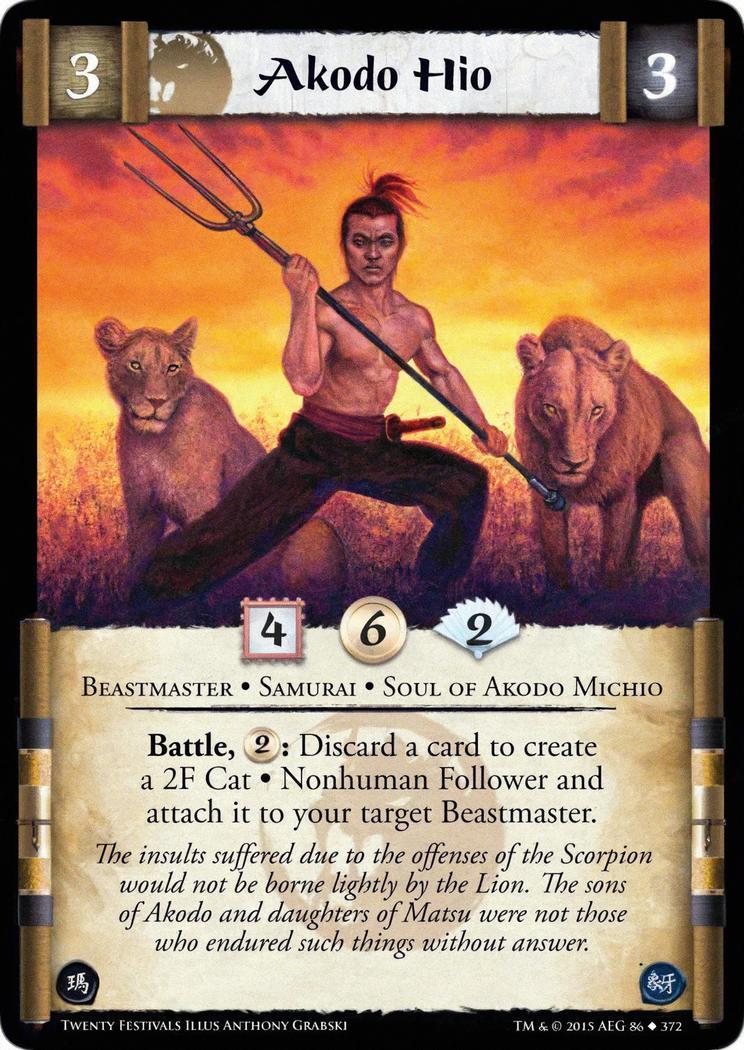 3
Akodo Hio
3
4
6
2
Beastmaster • Samurai • Soul of Akodo Michio
Battle, 2: Discard a card to create
a 2F Cat • Nonhuman Follower and
attach it to your target Beastmaster.
The insults suffered due to the offenses of the Scorpion
would not be borne lightly by the Lion. The sons
of Akodo and daughters of Matsu were not those
who endured such things without answer.
瑪
象牙
Twenty Festivals Illus Anthony Grabski
TM & © 2015 AEG 86 ◆ 372